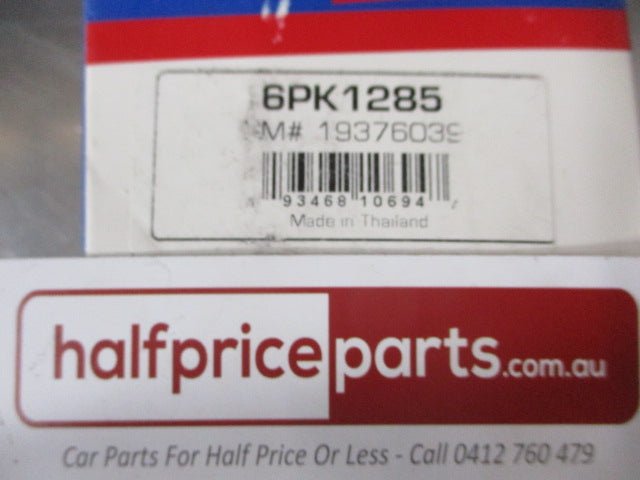 6PK1285
M# 19376039
93468 10694
Made in Thailand
halfpriceparts.com.au
Car Parts For Half Price Or Less - Call 0412 760 479